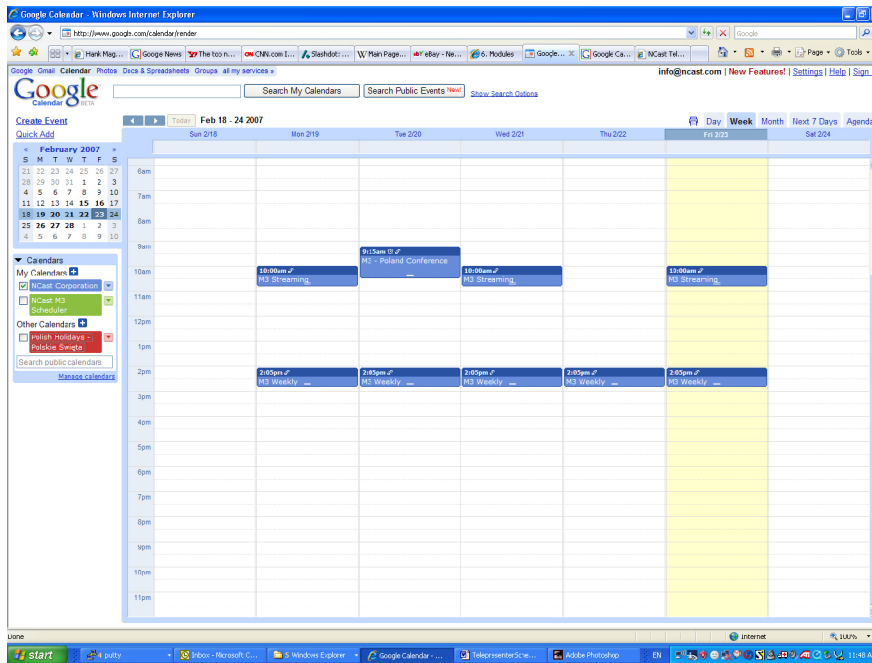 Google Calendar - Windows Internet Explorer
http://www.google.com/calendar/render
Google
Hank Mag... Googe News The too n... CNN.com I... Slashdot: ... Main Page... eBay - Ne... 6. Modules Google... Google Ca... NCast Tel... Page Tools
Google Gmail Calendar Photos Docs & Spreadsheets Groups all my services »
info@ncast.com | New Features! | Settings | Help | Sign
Google
Calendar BETA
Search My Calendars Search Public Events New! Show Search Options
Create Event
Quick Add
Today Feb 18 - 24 2007
Day Week Month Next 7 Days Agenda
Sun 2/18 Mon 2/19 Tue 2/20 Wed 2/21 Thu 2/22 Fri 2/23 Sat 2/24
« February 2007 »
S M T W T F S
21 22 23 24 25 26 27
28 29 30 31 1 2 3
4 5 6 7 8 9 10
11 12 13 14 15 16 17
18 19 20 21 22 23 24
25 26 27 28 1 2 3
4 5 6 7 8 9 10
Calendars
My Calendars +
NCast Corporation
NCast M3
Scheduler
Other Calendars +
Polish Holidays -
Polskie Święta
Search public calendars
Manage calendars
6am
7am
8am
9am
9:15am
M3 - Poland Conference
10am
10:00am 10:00am 10:00am
M3 Streaming M3 Streaming M3 Streaming
11am
12pm
1pm
2pm
2:05pm 2:05pm 2:05pm 2:05pm 2:05pm
M3 Weekly M3 Weekly M3 Weekly M3 Weekly M3 Weekly
3pm
4pm
5pm
6pm
7pm
8pm
9pm
10pm
11pm
Done Internet 100%
start 4 putty Inbox - Microsoft C... 5 Windows Explorer Google Calendar - ... TelepresenterSche... Adobe Photoshop EN 11:48 A